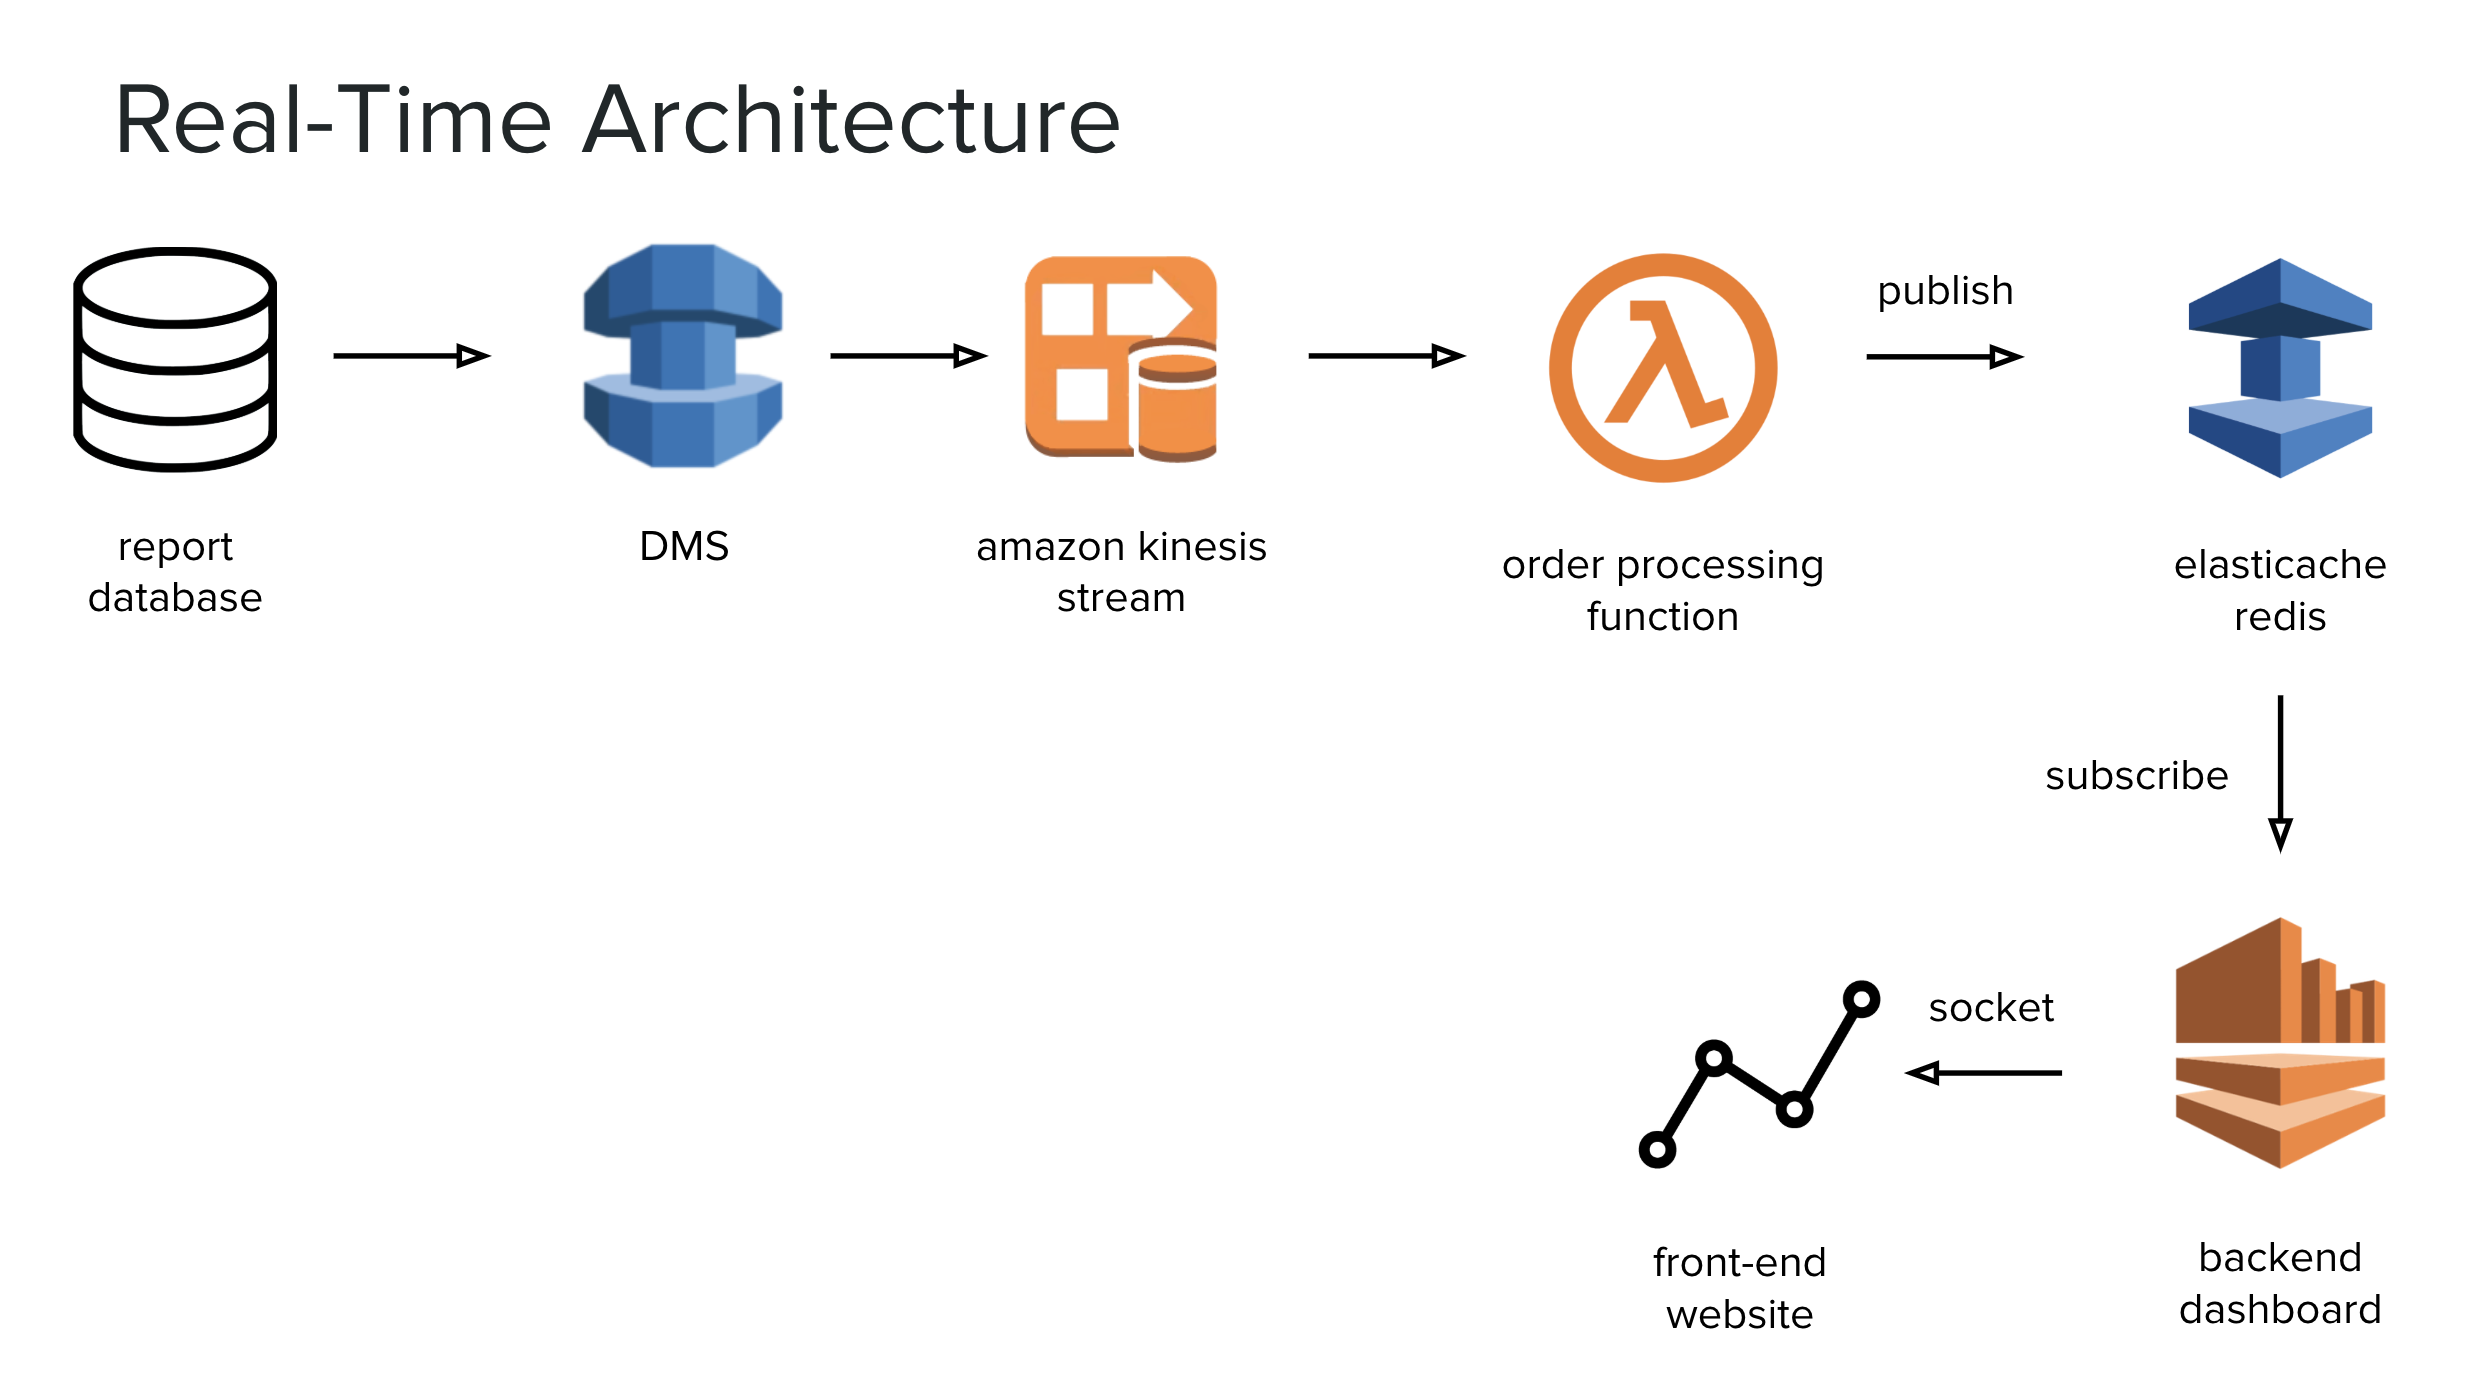 Real-Time Architecture
publish
report
database
DMS
amazon kinesis
stream
order processing
function
elasticache
redis
subscribe
socket
front-end
website
backend
dashboard